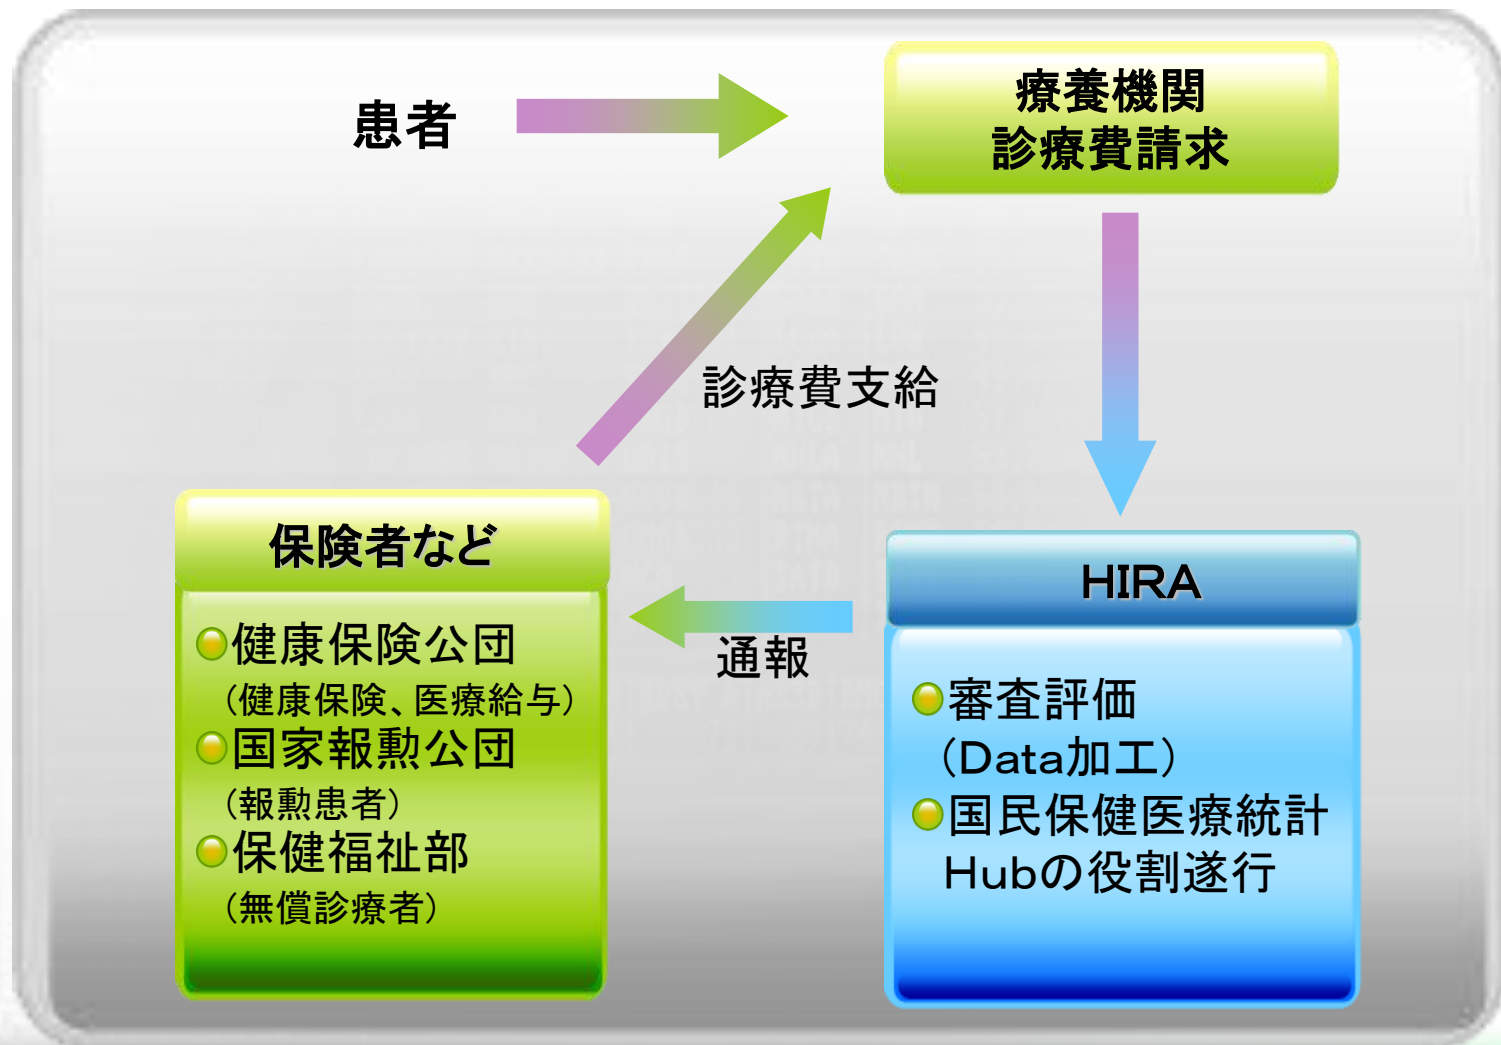 患者
療養機関
診療費請求
診療費支給
保険者など
●健康保険公団
(健康保険、医療給与)
●国家報勲公団
(報勲患者)
●保健福祉部
(無償診療者)
通報
HIRA
●審査評価
(Data加工)
●国民保健医療統計
Hubの役割遂行